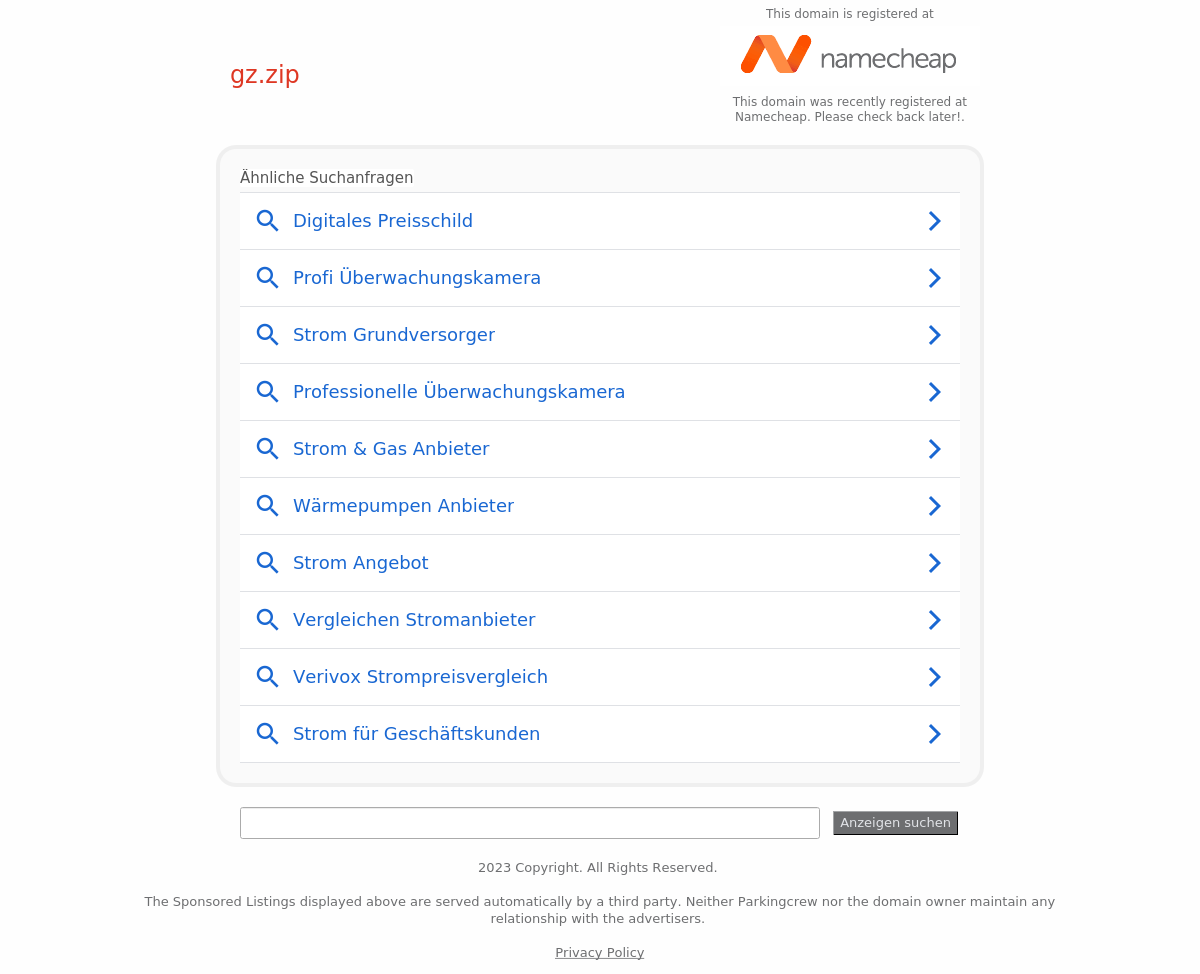 This domain is registered at
namecheap
gz.zip
This domain was recently registered at
Namecheap. Please check back later!.
Ähnliche Suchanfragen
Digitales Preisschild
Profi Überwachungskamera
Strom Grundversorger
Professionelle Überwachungskamera
Strom & Gas Anbieter
Wärmepumpen Anbieter
Strom Angebot
Vergleichen Stromanbieter
Verivox Strompreisvergleich
Strom für Geschäftskunden
Anzeigen suchen
2023 Copyright. All Rights Reserved.
The Sponsored Listings displayed above are served automatically by a third party. Neither Parkingcrew nor the domain owner maintain any
relationship with the advertisers.
Privacy Policy